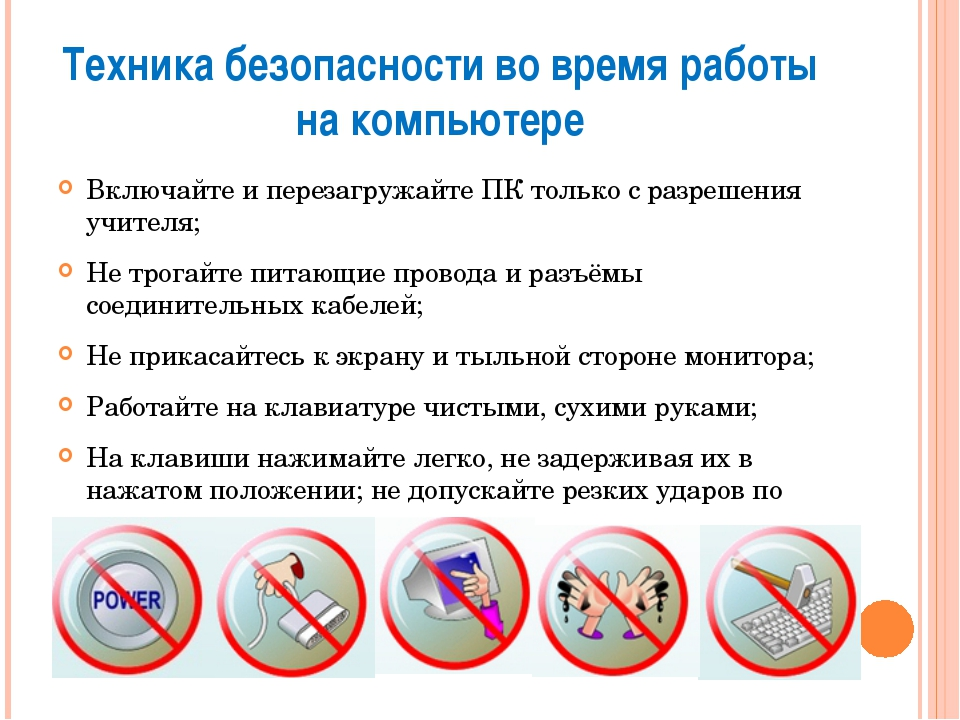 Техника безопасности во время работы
на компьютере
Включайте и перезагружайте ПК только с разрешения
учителя;
Не трогайте питающие провода и разъёмы
соединительных кабелей;
Не прикасайтесь к экрану и тыльной стороне монитора;
Работайте на клавиатуре чистыми, сухими руками;
На клавиши нажимайте легко, не задерживая их в
нажатом положении; не допускайте резких ударов по
POWER